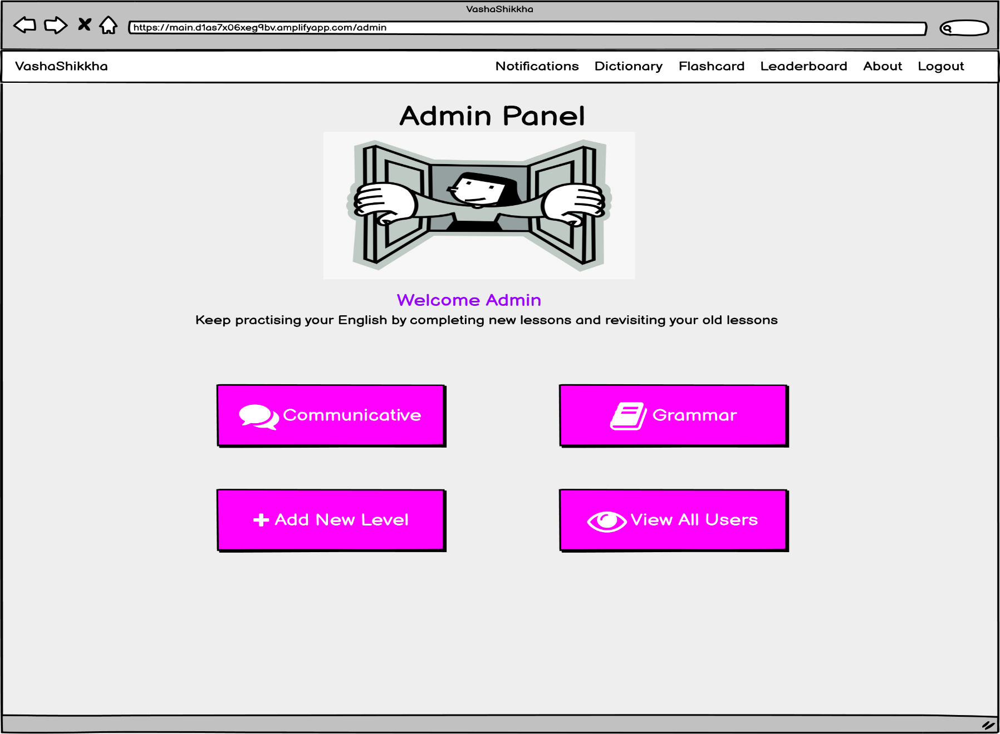 VashaShikkha
https://main.d1as7x06xeg9bv.amplifyapp.com/admin
VashaShikkha Notifications Dictionary Flashcard Leaderboard About Logout
Admin Panel
Welcome Admin
Keep practising your English by completing new lessons and revisiting your old lessons
Communicative Grammar
Add New Level View All Users